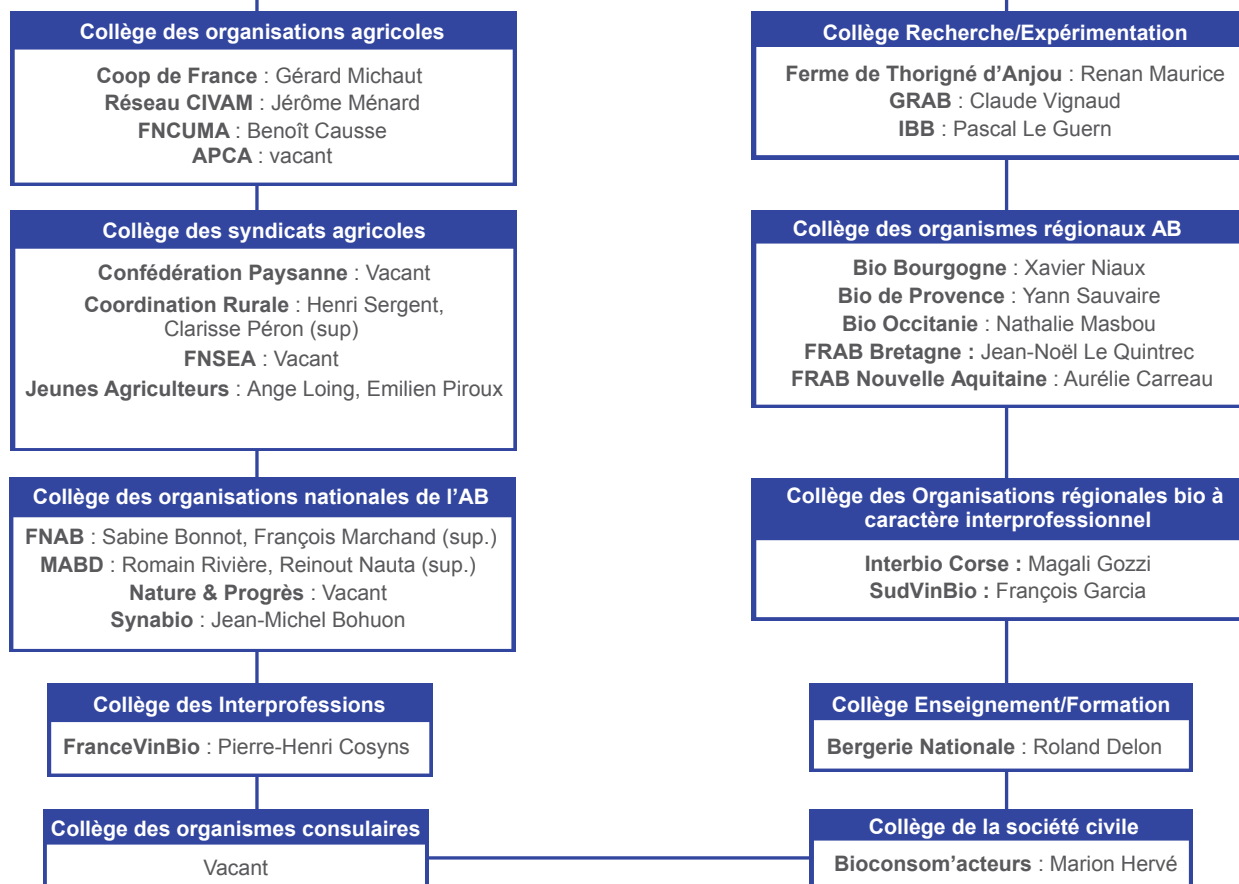 Collège des organisations agricoles
Coop de France : Gérard Michaut
Réseau CIVAM : Jérôme Ménard
FNCUMA : Benoît Causse
APCA : vacant
Collège des syndicats agricoles
Confédération Paysanne : Vacant
Coordination Rurale : Henri Sergent,
Clarisse Péron (sup)
FNSEA : Vacant
Jeunes Agriculteurs : Ange Loing, Emilien Piroux
Collège des organisations nationales de l’AB
FNAB : Sabine Bonnot, François Marchand (sup.)
MABD : Romain Rivière, Reinout Nauta (sup.)
Nature & Progrès : Vacant
Synabio : Jean-Michel Bohuon
Collège des Interprofessions
FranceVinBio : Pierre-Henri Cosyns
Collège des organismes consulaires
Vacant
Collège Recherche/Expérimentation
Ferme de Thorigné d’Anjou : Renan Maurice
GRAB : Claude Vignaud
IBB : Pascal Le Guern
Collège des organismes régionaux AB
Bio Bourgogne : Xavier Niaux
Bio de Provence : Yann Sauvaire
Bio Occitanie : Nathalie Masbou
FRAB Bretagne : Jean-Noël Le Quintrec
FRAB Nouvelle Aquitaine : Aurélie Carreau
Collège des Organisations régionales bio à
caractère interprofessionnel
Interbio Corse : Magali Gozzi
SudVinBio : François Garcia
Collège Enseignement/Formation
Bergerie Nationale : Roland Delon
Collège de la société civile
Bioconsom’acteurs : Marion Hervé